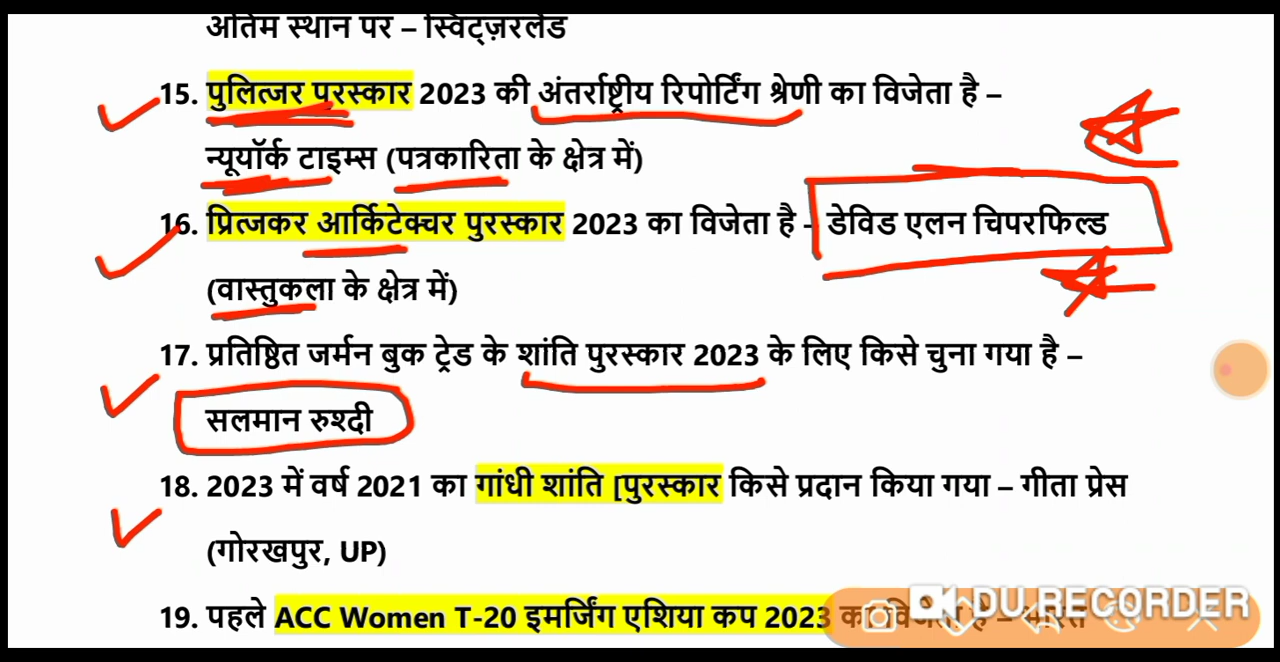 अंतिम स्थान पर – स्विट्ज़रलैंड
15. पुलित्जर पुरस्कार 2023 की अंतर्राष्ट्रीय रिपोर्टिंग श्रेणी का विजेता है –
न्यूयॉर्क टाइम्स (पत्रकारिता के क्षेत्र में)
16. प्रित्जकर आर्किटेक्चर पुरस्कार 2023 का विजेता है - डेविड एलन चिपरफिल्ड
(वास्तुकला के क्षेत्र में)
17. प्रतिष्ठित जर्मन बुक ट्रेड के शांति पुरस्कार 2023 के लिए किसे चुना गया है –
सलमान रुश्दी
18. 2023 में वर्ष 2021 का गांधी शांति [पुरस्कार किसे प्रदान किया गया – गीता प्रेस
(गोरखपुर, UP)
19. पहले ACC Women T-20 इमर्जिंग एशिया कप 2023 का विजेता है – भारत
DU RECORDER